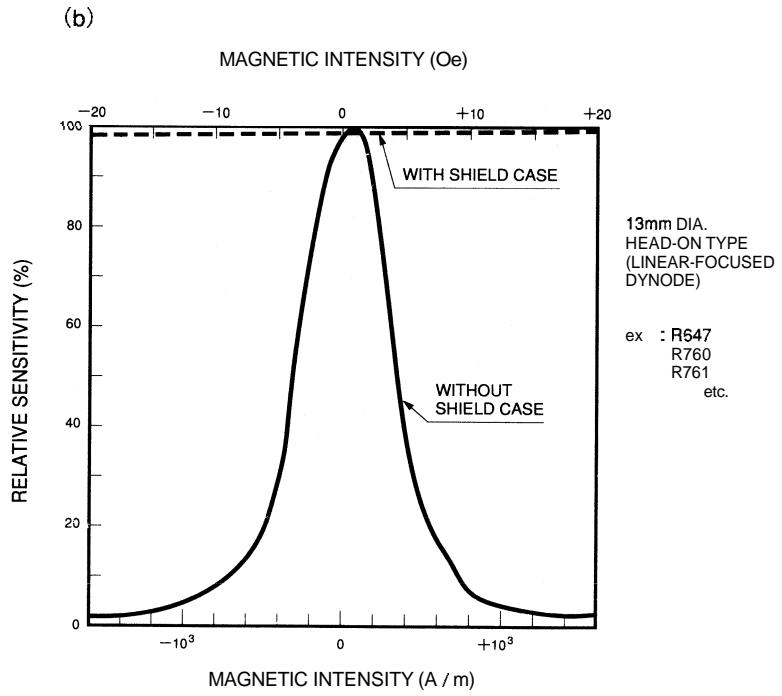 (b)
MAGNETIC INTENSITY (Oe)
−20 −10 0 +10 +20
100
80
60
40
20
0
RELATIVE SENSITIVITY (%)
WITH SHIELD CASE
WITHOUT
SHIELD CASE
13mm DIA.
HEAD-ON TYPE
(LINEAR-FOCUSED
DYNODE)
ex : R647
R760
R761
etc.
−10³ 0 +10³
MAGNETIC INTENSITY (A / m)